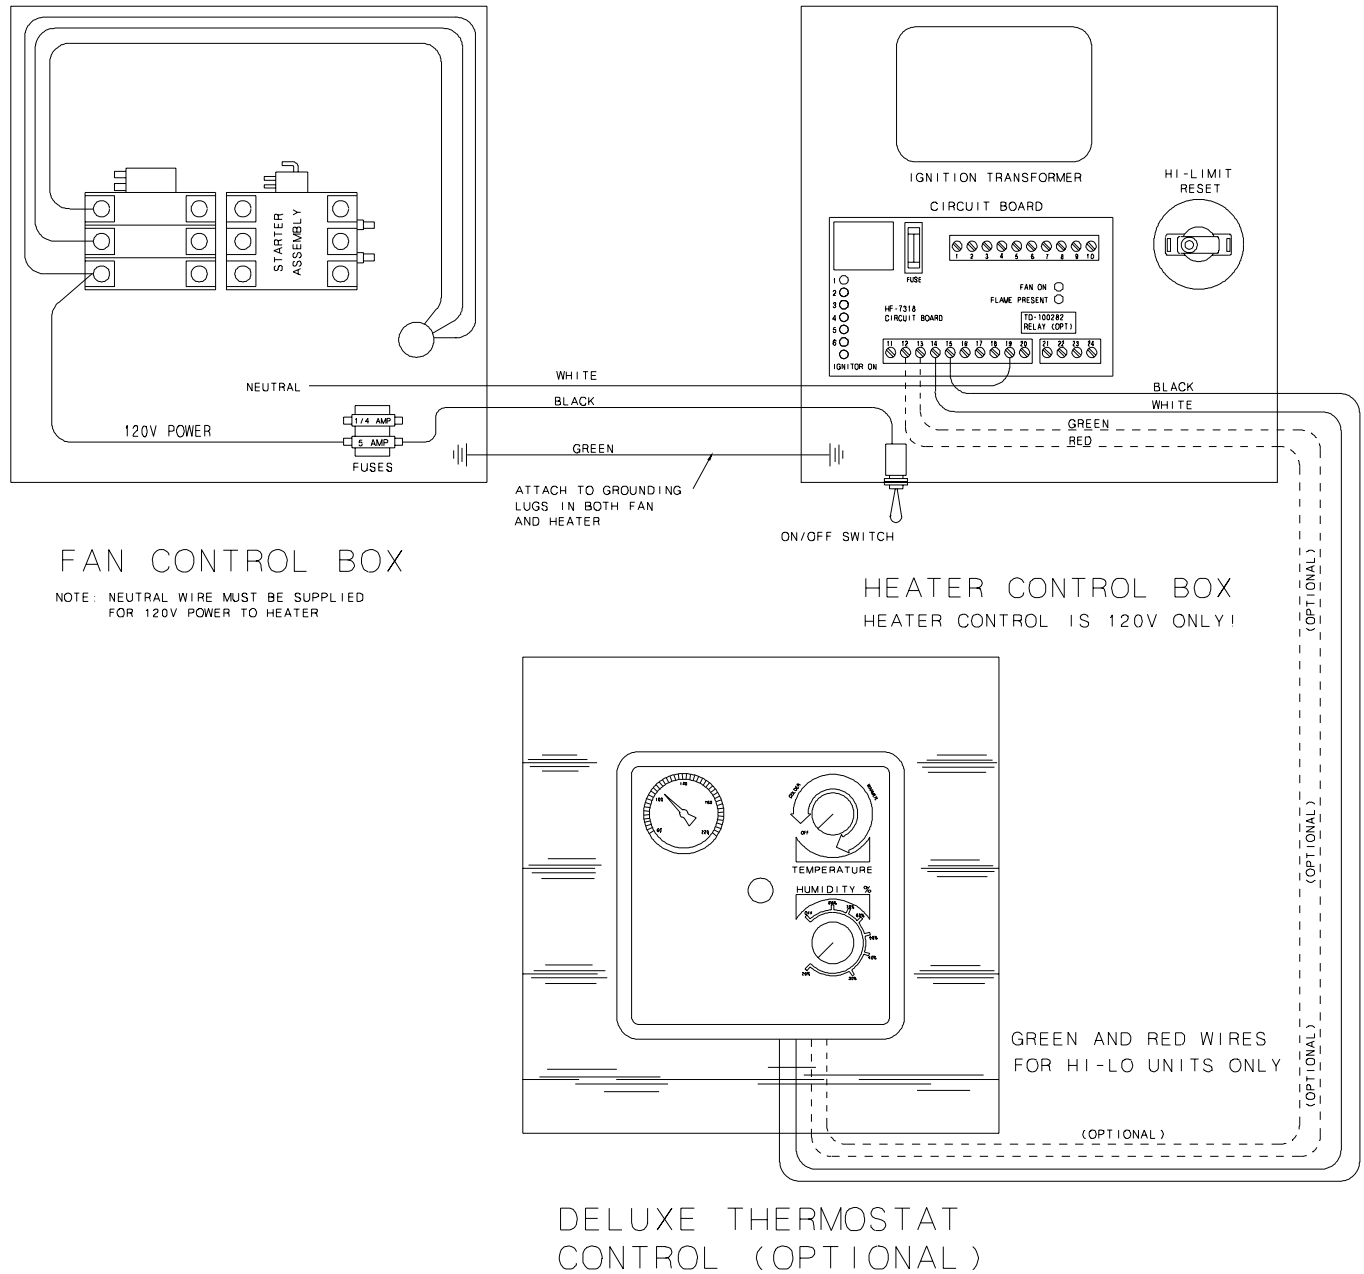 IGNITION TRANSFORMER
HI-LIMIT
RESET
CIRCUIT BOARD
STARTER
ASSEMBLY
1 2 3 4 5 6 7 8 9 10
FUSE
1
2
3
4
5
6
FAN ON
FLAME PRESENT
HF-7318
CIRCUIT BOARD
TD-100282
RELAY (OPT)
11 12 13 14 15 16 17 18 19 20
21 22 23 24
IGNITOR ON
NEUTRAL
WHITE
BLACK
BLACK
WHITE
GREEN
RED
120V POWER
1/4 AMP
5 AMP
FUSES
GREEN
ATTACH TO GROUNDING
LUGS IN BOTH FAN
AND HEATER
ON/OFF SWITCH
FAN CONTROL BOX
NOTE: NEUTRAL WIRE MUST BE SUPPLIED
FOR 120V POWER TO HEATER
HEATER CONTROL BOX
HEATER CONTROL IS 120V ONLY!
(OPTIONAL)
(OPTIONAL)
(OPTIONAL)
COLDER
WARMER
OFF
TEMPERATURE
HUMIDITY %
OFF
GREEN AND RED WIRES
FOR HI-LO UNITS ONLY
(OPTIONAL)
DELUXE THERMOSTAT
CONTROL (OPTIONAL)